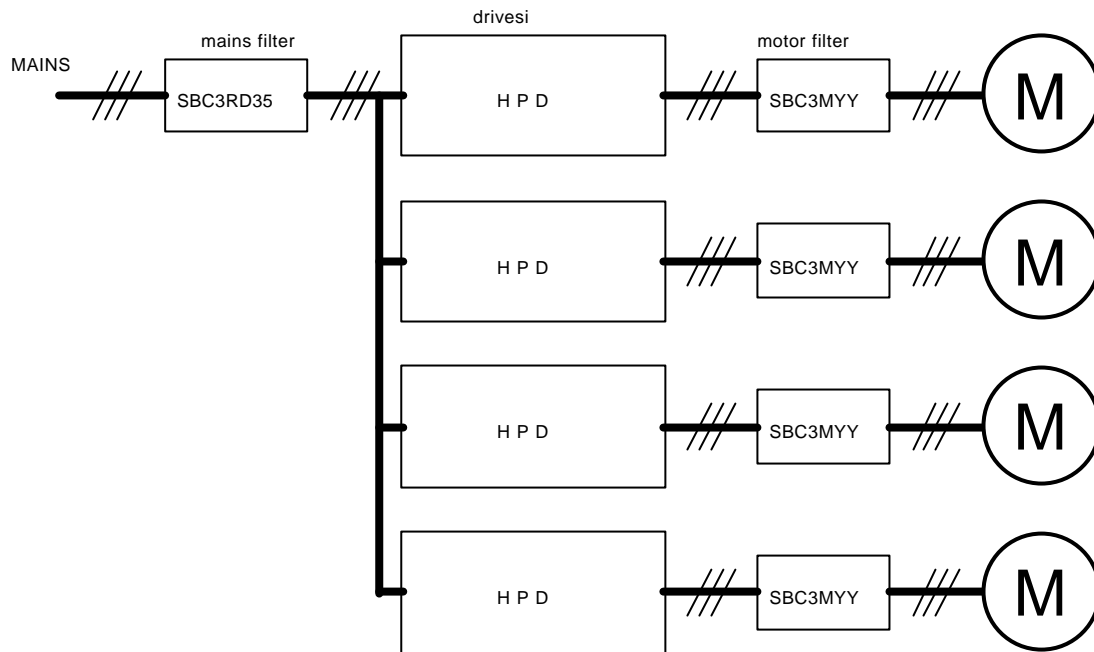 drivesi
mains filter
motor filter
MAINS
SBC3RD35
H P D
SBC3MYY
M
H P D
SBC3MYY
M
H P D
SBC3MYY
M
H P D
SBC3MYY
M